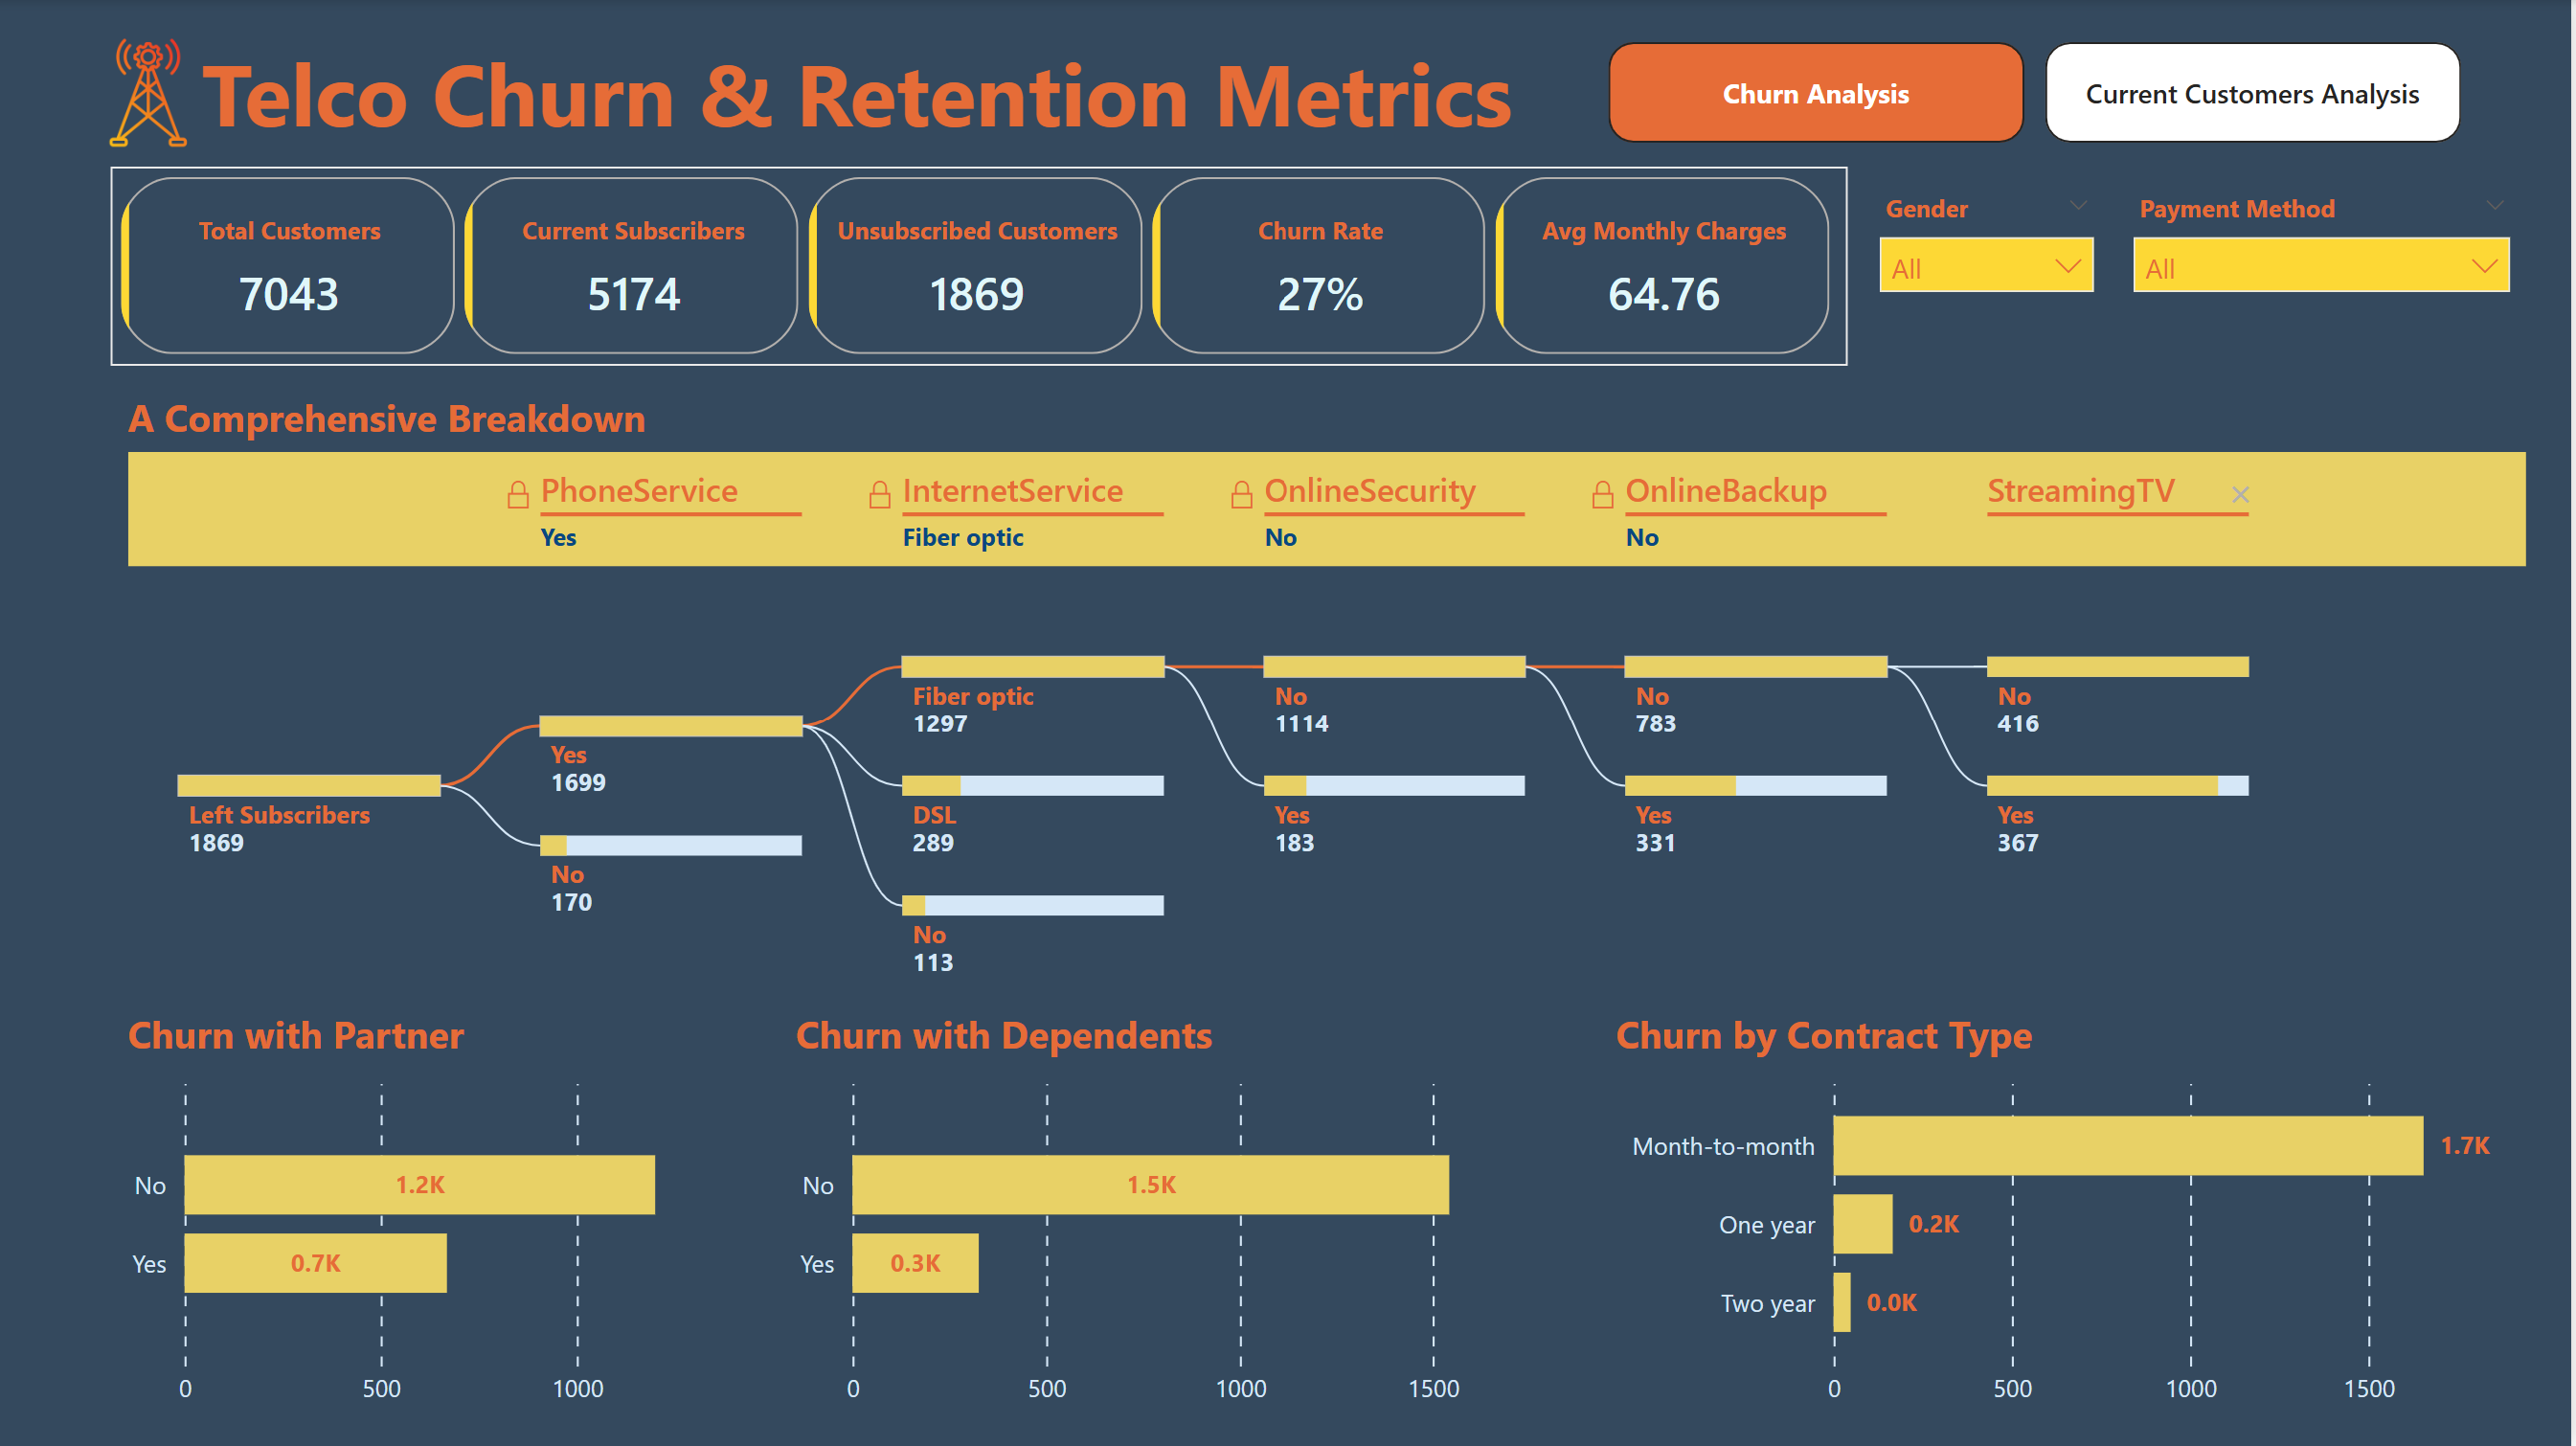 Telco Churn & Retention Metrics
Churn Analysis
Current Customers Analysis
Total Customers
7043
Current Subscribers
5174
Unsubscribed Customers
1869
Churn Rate
27%
Avg Monthly Charges
64.76
Gender
All
Payment Method
All
A Comprehensive Breakdown
PhoneService
Yes
InternetService
Fiber optic
OnlineSecurity
No
OnlineBackup
No
StreamingTV
Left Subscribers
1869
Yes
1699
No
170
Fiber optic
1297
DSL
289
No
113
No
1114
Yes
183
No
783
Yes
331
No
416
Yes
367
Churn with Partner
No
1.2K
Yes
0.7K
0 500 1000
Churn with Dependents
No
1.5K
Yes
0.3K
0 500 1000 1500
Churn by Contract Type
Month-to-month
1.7K
One year
0.2K
Two year
0.0K
0 500 1000 1500